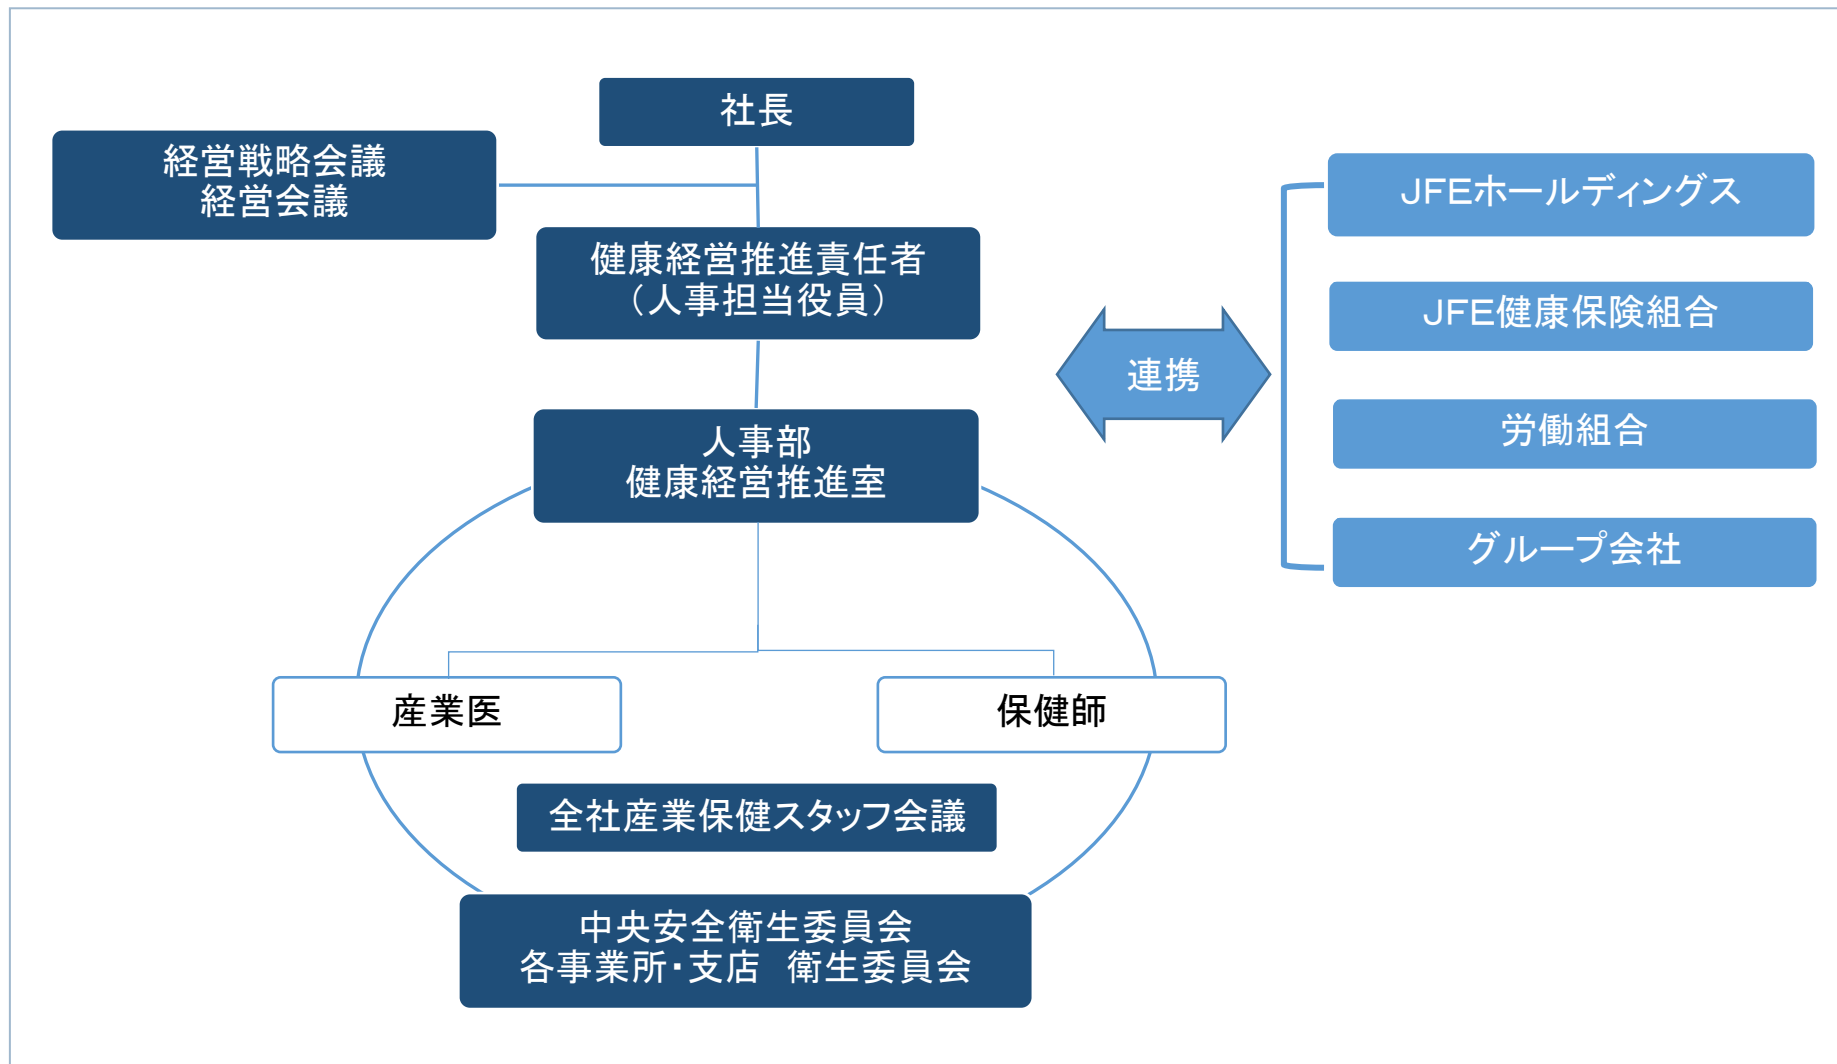 社長
経営戦略会議
経営会議
健康経営推進責任者
（人事担当役員）
人事部
健康経営推進室
産業医
保健師
全社産業保健スタッフ会議
中央安全衛生委員会
各事業所・支店　衛生委員会
連携
JFEホールディングス
JFE健康保険組合
労働組合
グループ会社